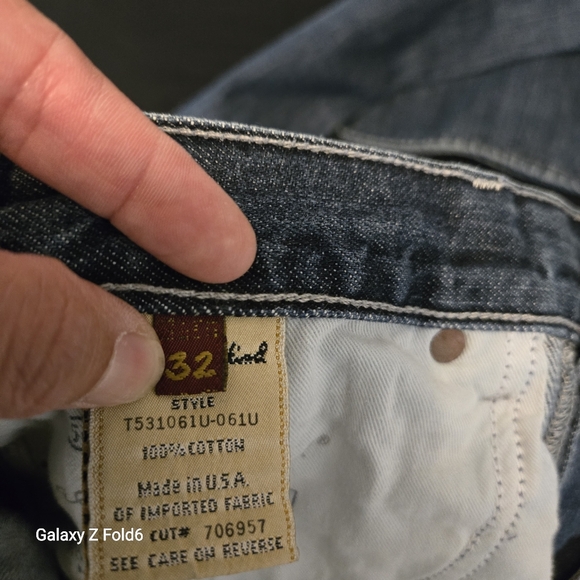 32
STYLE
T531061U-061U
100% COTTON
Made in U.S.A.
OF IMPORTED FABRIC
CUT# 706957
SEE CARE ON REVERSE
Galaxy Z Fold6